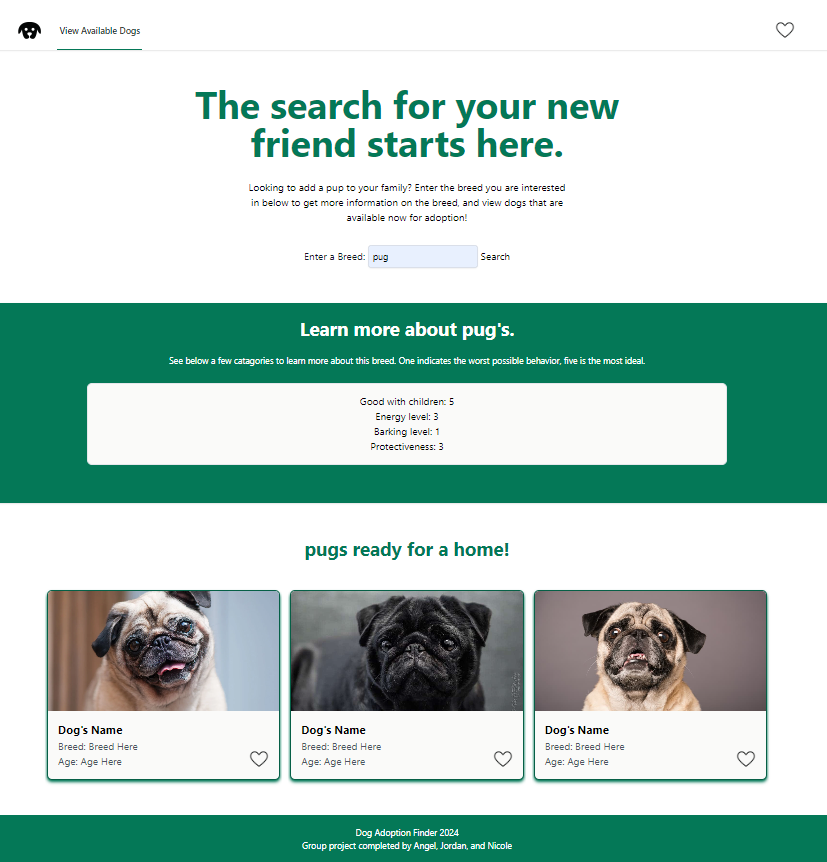 View Available Dogs
The search for your new
friend starts here.
Looking to add a pup to your family? Enter the breed you are interested
in below to get more information on the breed, and view dogs that are
available now for adoption!
Enter a Breed: pug Search
Learn more about pug's.
See below a few catagories to learn more about this breed. One indicates the worst possible behavior, five is the most ideal.
Good with children: 5
Energy level: 3
Barking level: 1
Protectiveness: 3
pugs ready for a home!
Dog's Name
Breed: Breed Here
Age: Age Here
Dog's Name
Breed: Breed Here
Age: Age Here
Dog's Name
Breed: Breed Here
Age: Age Here
Dog Adoption Finder 2024
Group project completed by Angel, Jordan, and Nicole